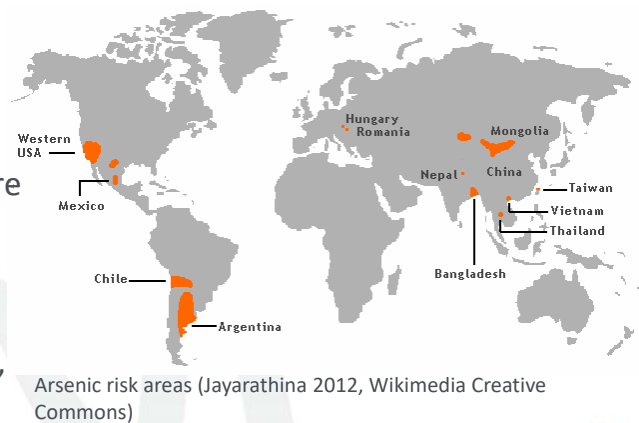 Hungary
Romania
Mongolia
Western
USA
China
Nepal
re
Taiwan
Mexico
Vietnam
Thailand
Bangladesh
Chile
Argentina
,
Arsenic risk areas (Jayarathina 2012, Wikimedia Creative
Commons)